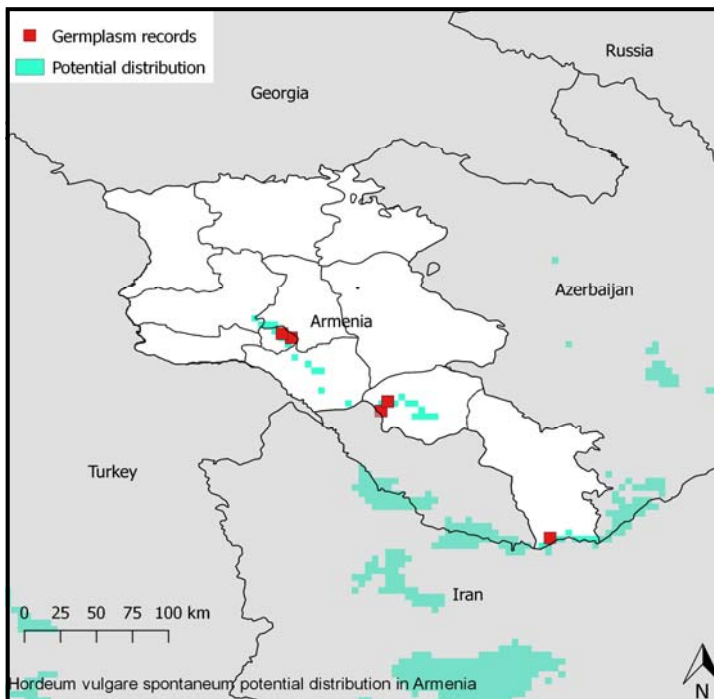 Germplasm records
Potential distribution
Russia
Georgia
Azerbaijan
Armenia
Turkey
Iran
0 25 50 75 100 km
Hordeum vulgare spontaneum potential distribution in Armenia
N